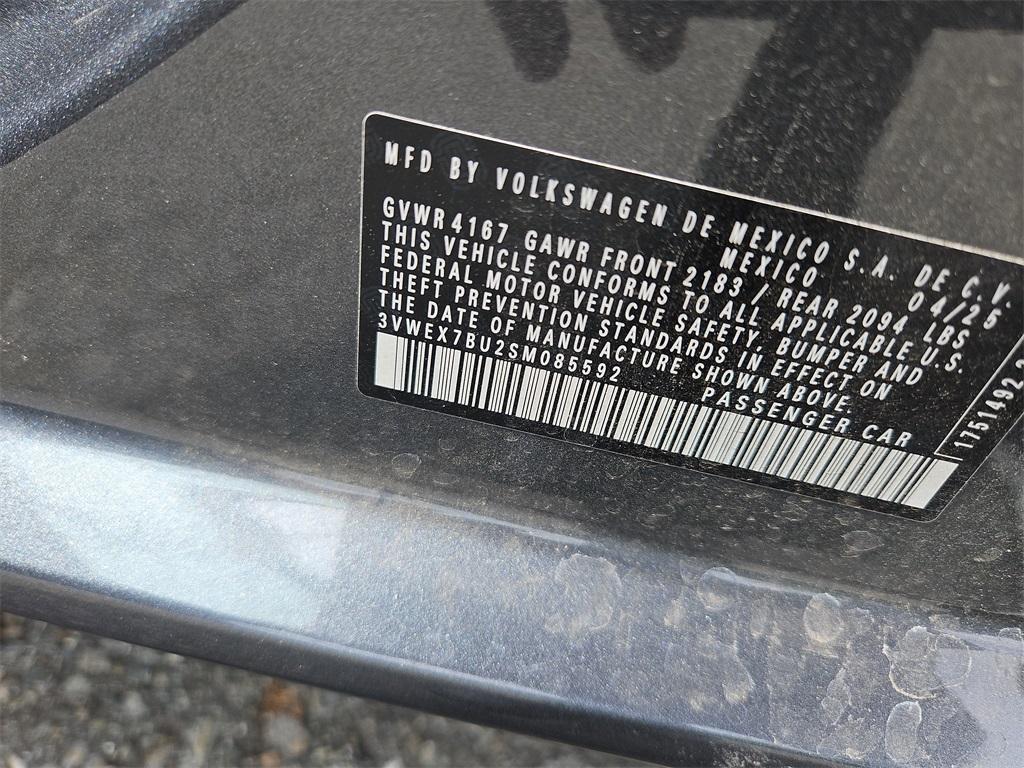 MFD BY VOLKSWAGEN DE MEXICO S.A. DE C.V.
MEXICO 04/25
GVWR 4167 GAWR FRONT 2183 / REAR 2094 LBS
THIS VEHICLE CONFORMS TO ALL APPLICABLE U.S.
FEDERAL MOTOR VEHICLE SAFETY, BUMPER AND
THEFT PREVENTION STANDARDS IN EFFECT ON
THE DATE OF MANUFACTURE SHOWN ABOVE.
3VWEX7BU2SM085592 PASSENGER CAR
1751492